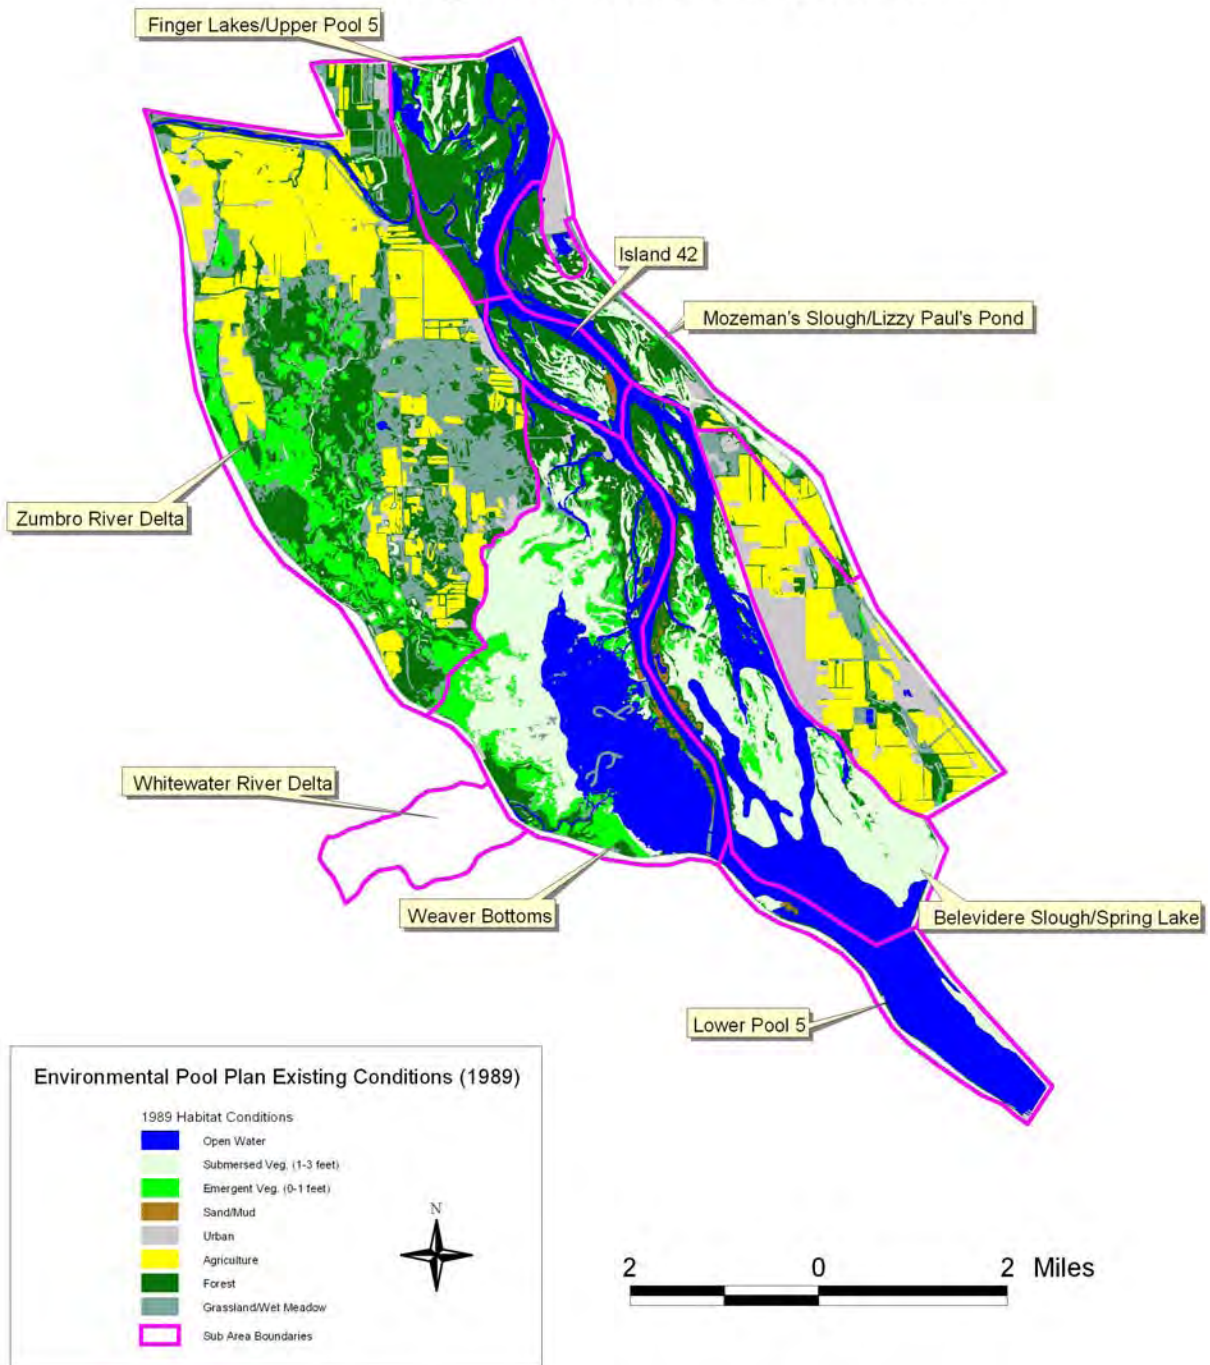 Finger Lakes/Upper Pool 5
Island 42
Mozeman's Slough/Lizzy Paul's Pond
Zumbro River Delta
Whitewater River Delta
Weaver Bottoms
Belevidere Slough/Spring Lake
Lower Pool 5
Environmental Pool Plan Existing Conditions (1989)
1989 Habitat Conditions
Open Water
Submersed Veg. (1-3 feet)
Emergent Veg. (0-1 feet)
Sand/Mud
Urban
Agriculture
Forest
Grassland/Wet Meadow
Sub Area Boundaries
N
2 0 2 Miles